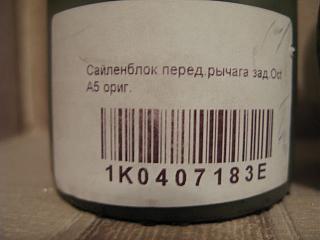 Сайленблок перед.рычага зад.Oct
A5 ориг.
1K0407183E